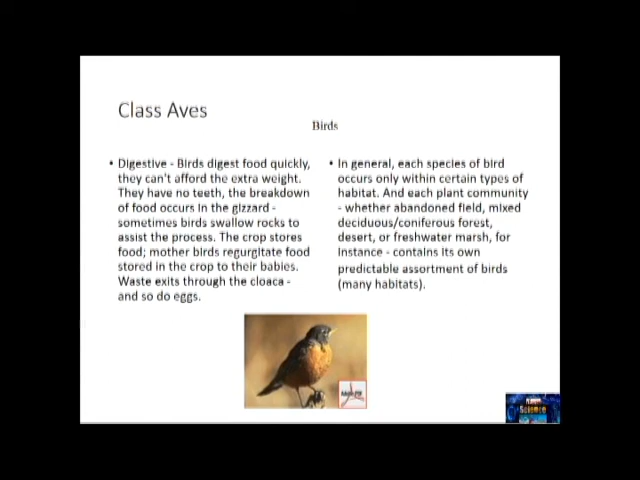 Class Aves
Birds
• Digestive - Birds digest food quickly,
they can't afford the extra weight.
They have no teeth, the breakdown
of food occurs in the gizzard -
sometimes birds swallow rocks to
assist the process. The crop stores
food; mother birds regurgitate food
stored in the crop to their babies.
Waste exits through the cloaca -
and so do eggs.
• In general, each species of bird
occurs only within certain types of
habitat. And each plant community
- whether abandoned field, mixed
deciduous/coniferous forest,
desert, or freshwater marsh, for
instance - contains its own
predictable assortment of birds
(many habitats).
Science